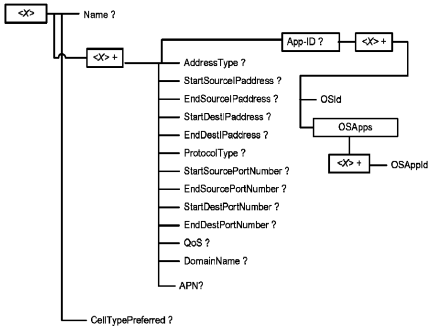 <X>
Name ?
<X> +
App-ID ?
<X> +
AddressType ?
StartSourceIPaddress ?
EndSourceIPaddress ?
OSId
StartDestIPaddress ?
EndDestIPaddress ?
OSApps
ProtocolType ?
StartSourcePortNumber ?
<X> +
OSAppId
EndSourcePortNumber ?
StartDestPortNumber ?
EndDestPortNumber ?
QoS ?
DomainName ?
APN?
CellTypePreferred ?